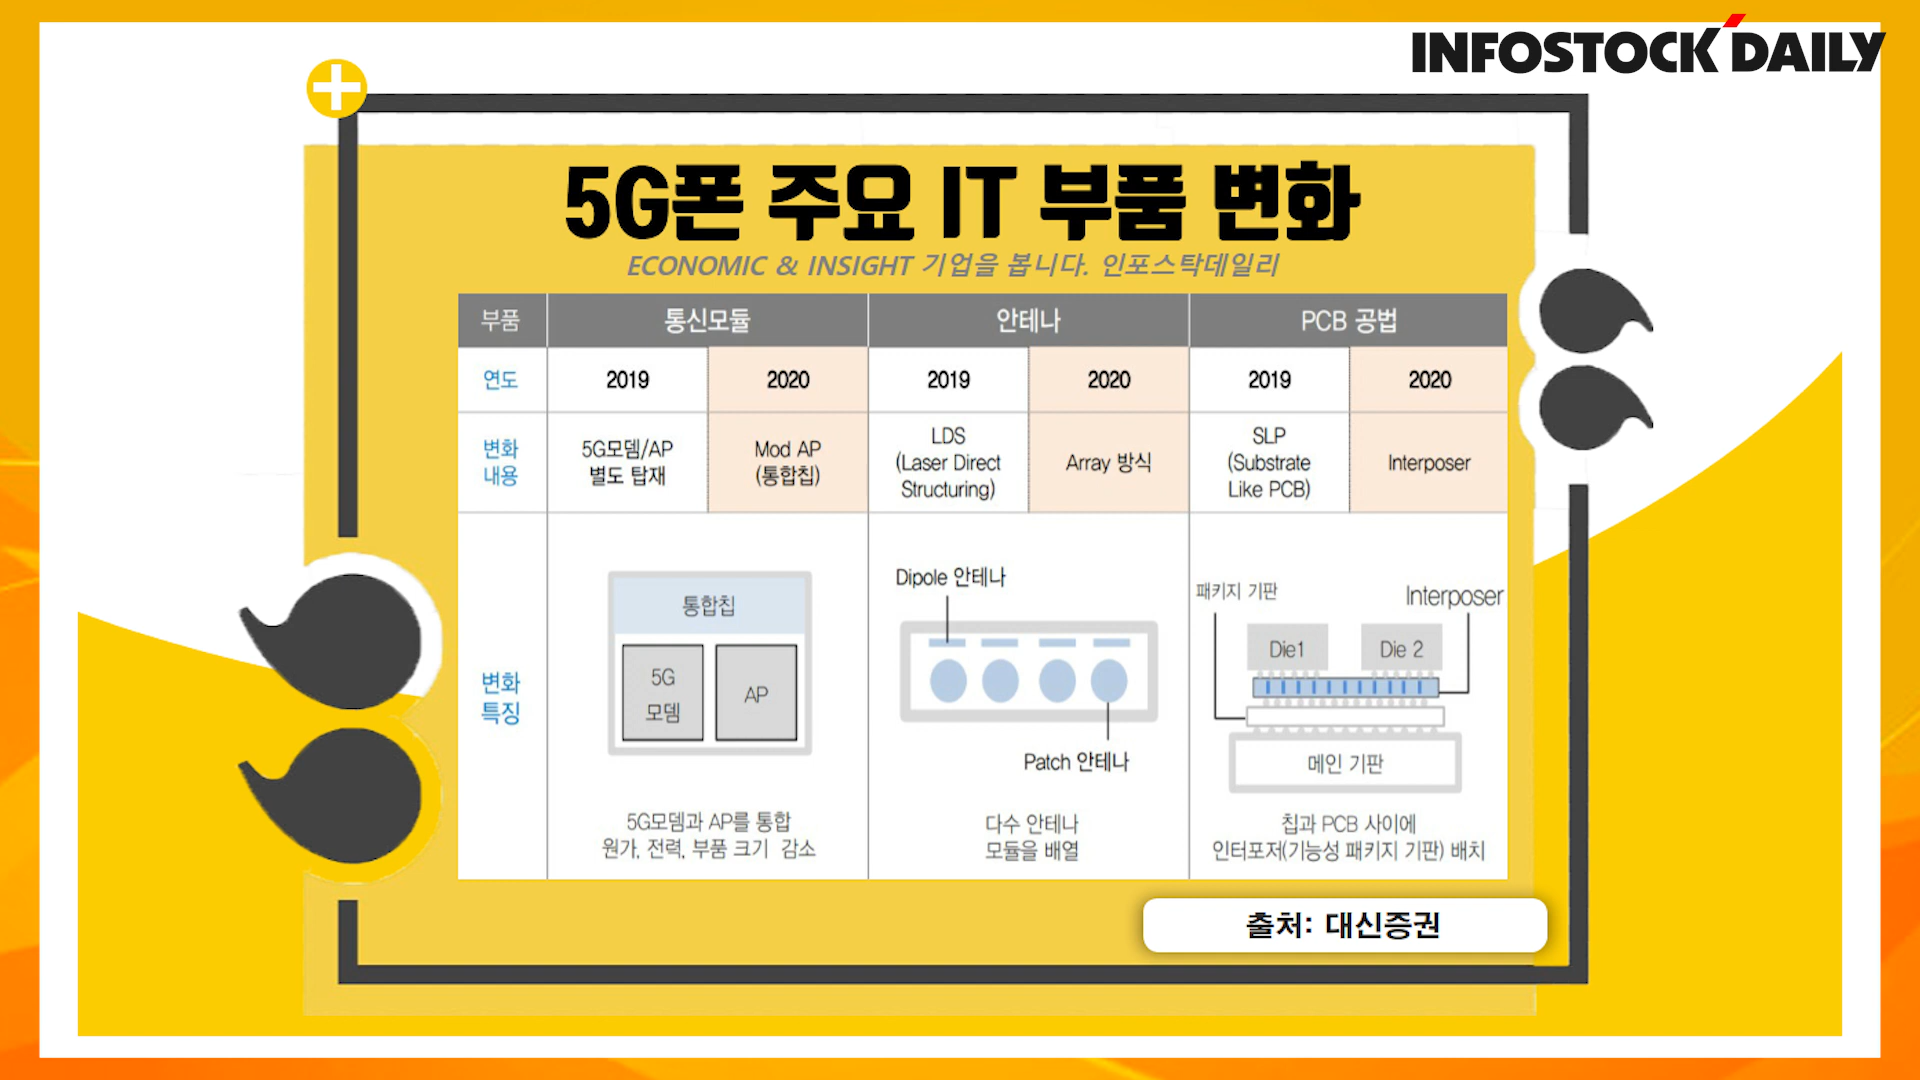 INFOSTOCK DAILY
5G폰 주요 IT 부품 변화
ECONOMIC & INSIGHT 기업을 봅니다. 인포스탁데일리
부품 통신모듈 안테나 PCB 공법
연도 2019 2020 2019 2020 2019 2020
변화
내용
5G모뎀/AP
별도 탑재
Mod AP
(통합칩)
LDS
(Laser Direct
Structuring)
Array 방식
SLP
(Substrate
Like PCB)
Interposer
변화
특징
통합칩
5G
모뎀
AP
5G모뎀과 AP를 통합
원가, 전력, 부품 크기 감소
Dipole 안테나
Patch 안테나
다수 안테나
모듈을 배열
패키지 기판
Interposer
Die1
Die 2
메인 기판
칩과 PCB 사이에
인터포저(기능성 패키지 기판) 배치
출처: 대신증권